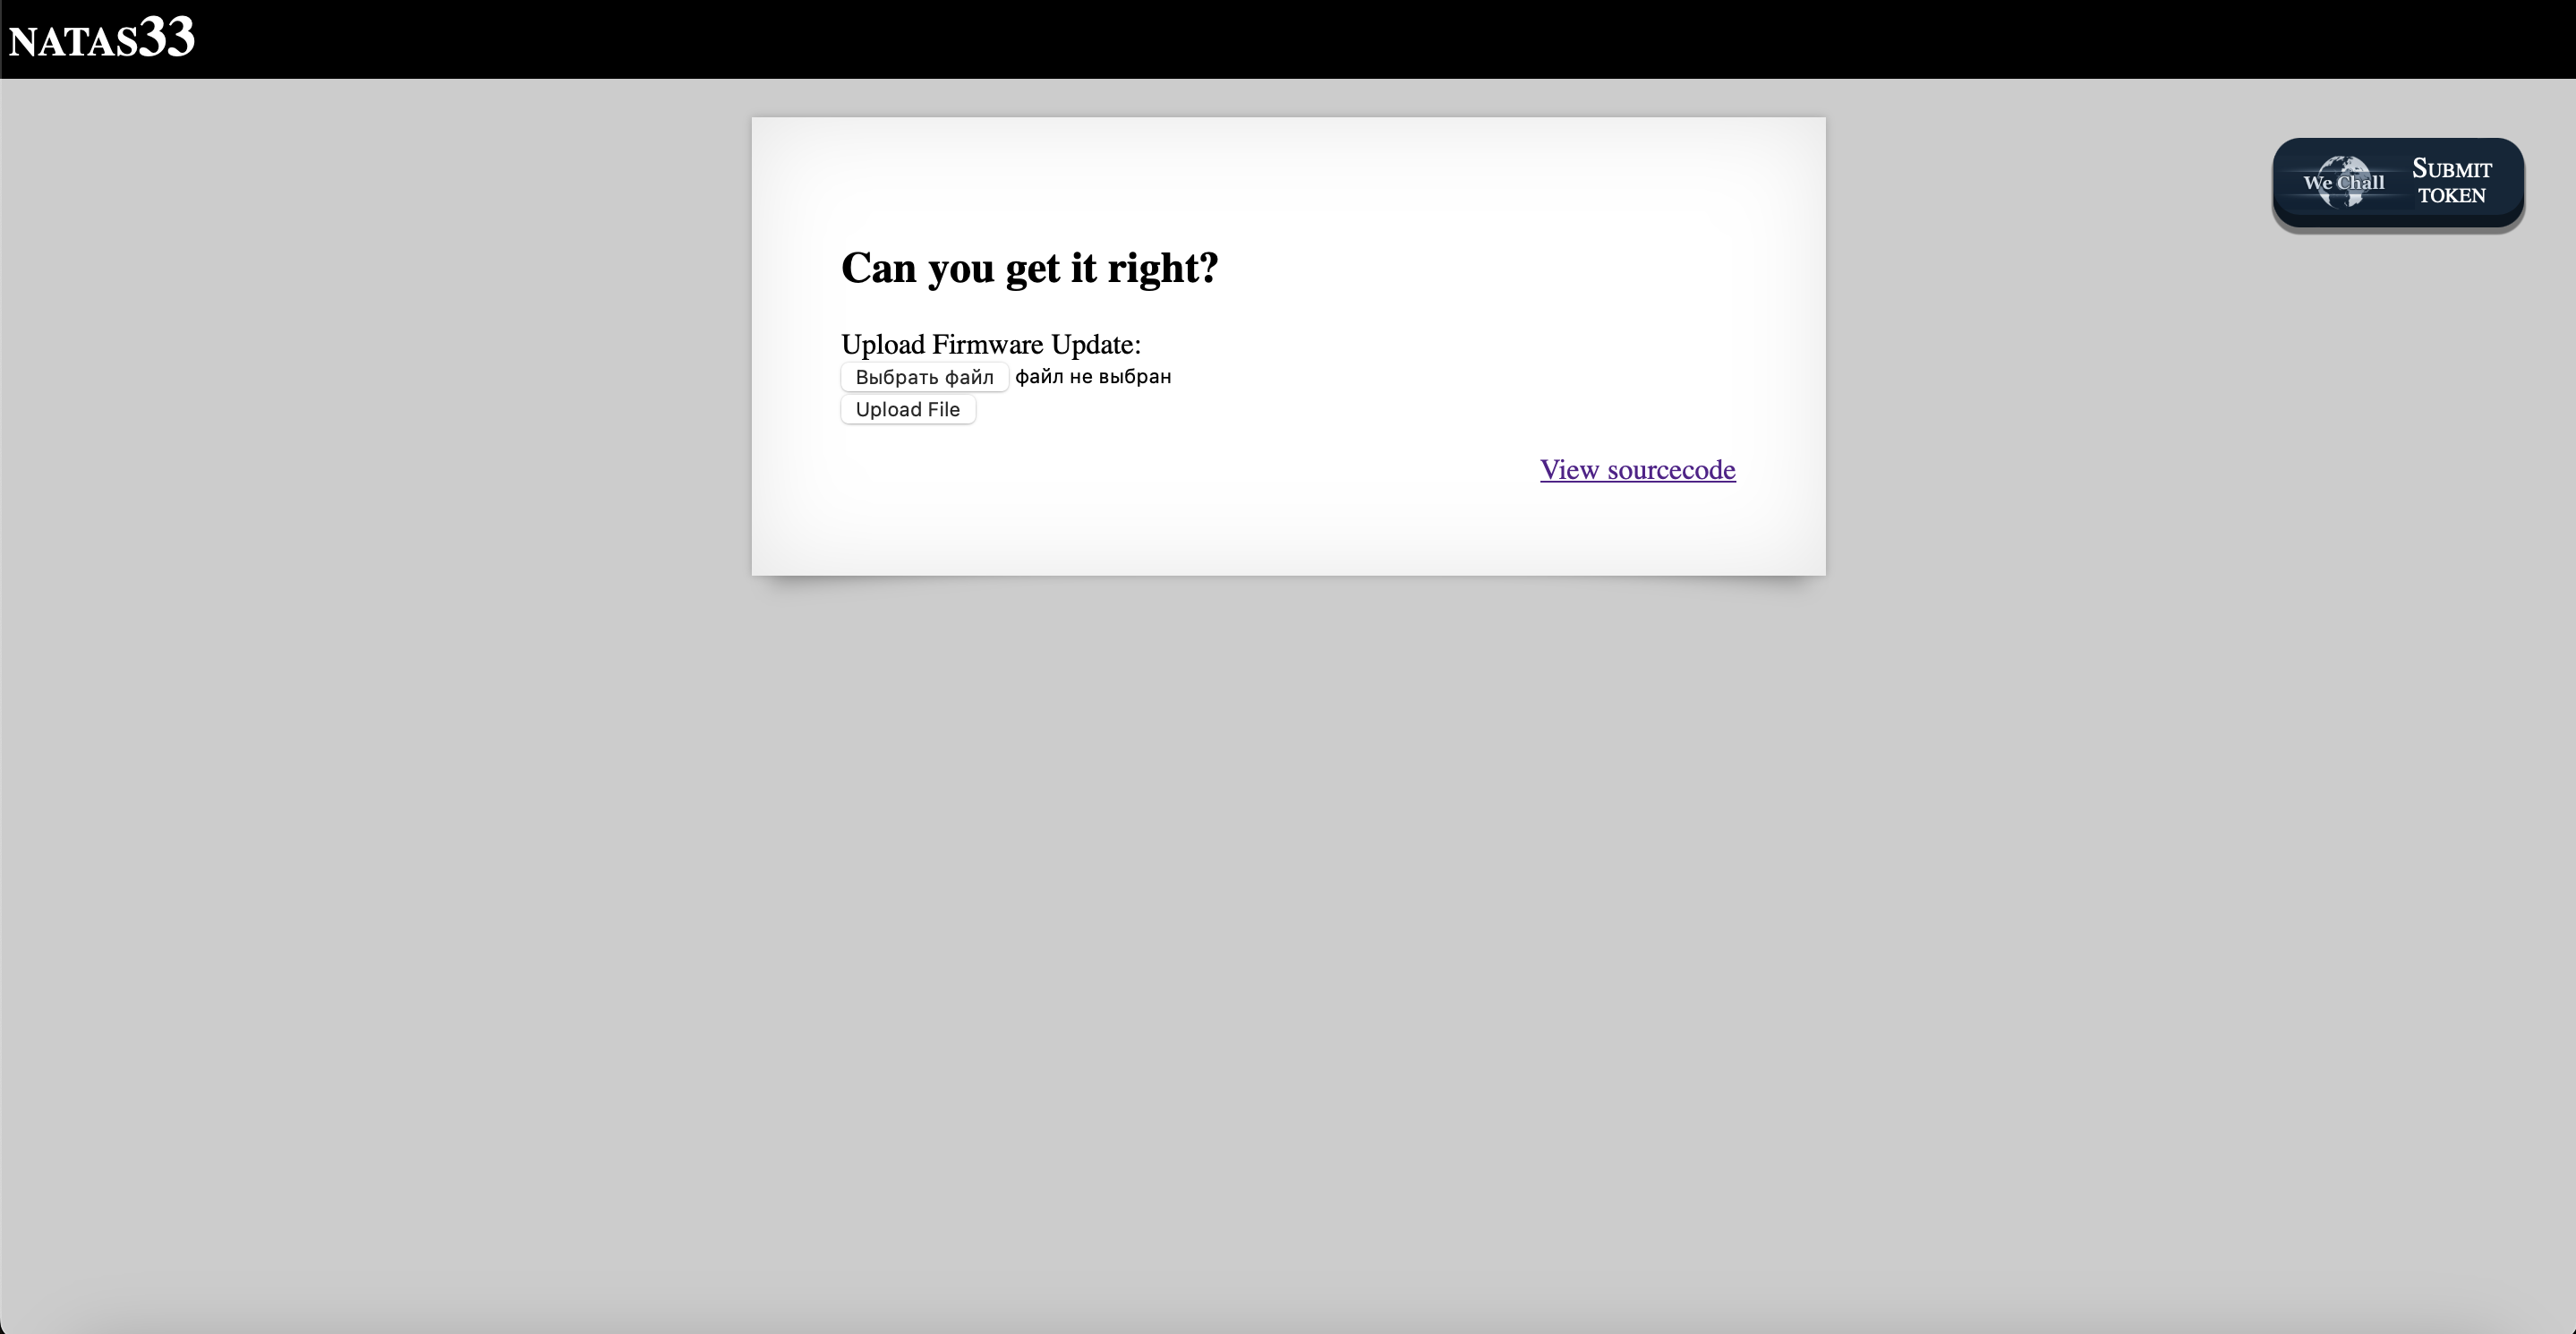 NATAS33
We Chall
SUBMIT
TOKEN
Can you get it right?
Upload Firmware Update:
Выбрать файл файл не выбран
Upload File
View sourcecode